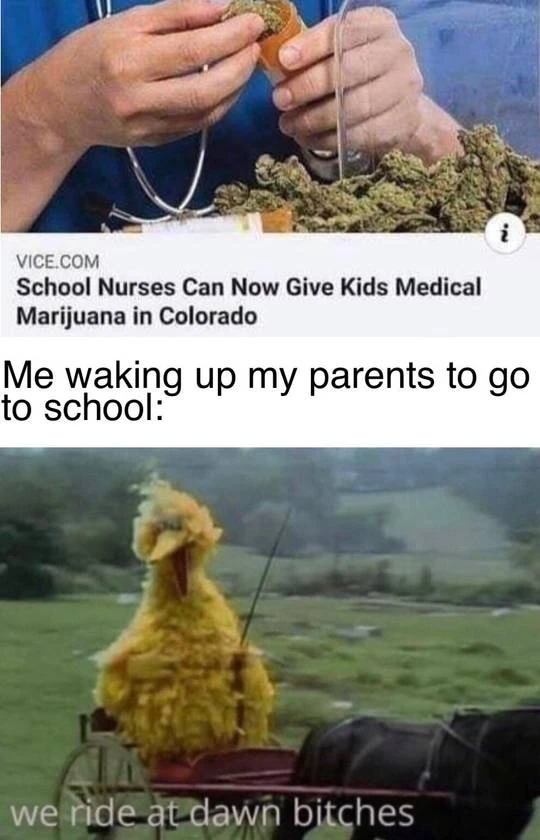 i
VICE.COM
School Nurses Can Now Give Kids Medical
Marijuana in Colorado
Me waking up my parents to go
to school:
we ride at dawn bitches